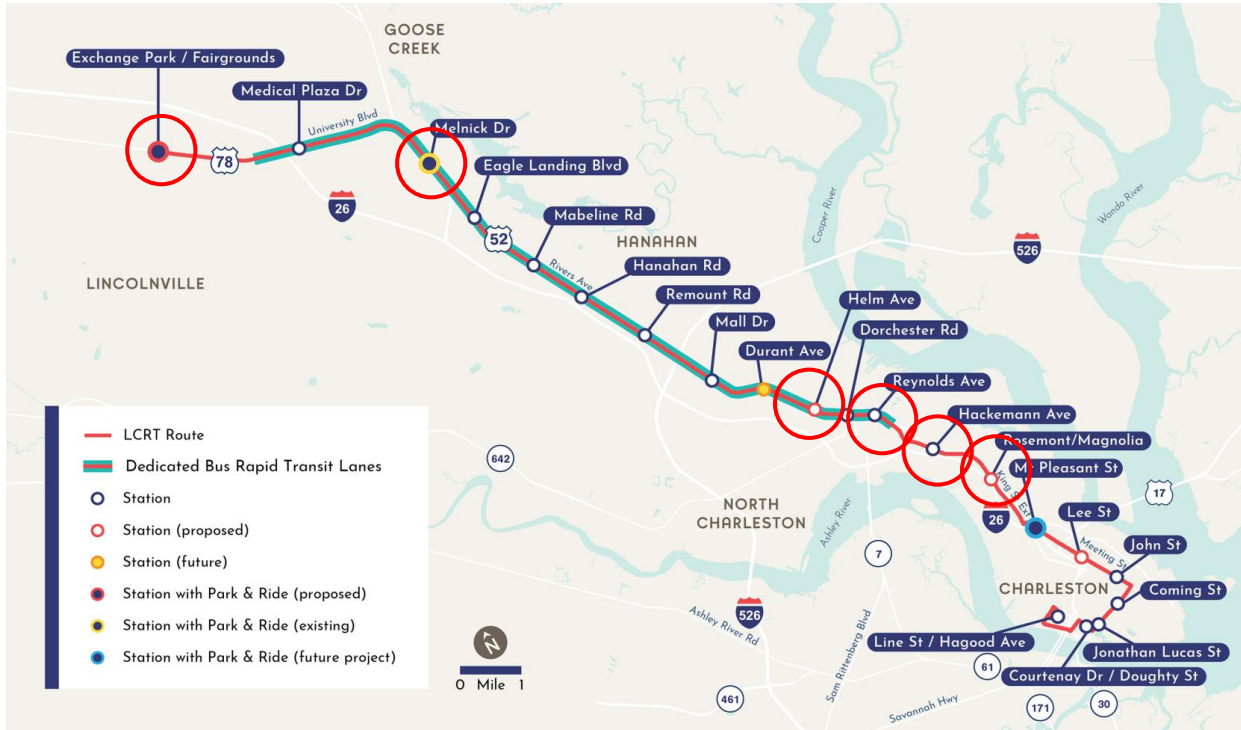 GOOSE
CREEK
Exchange Park / Fairgrounds
Medical Plaza Dr
University Blvd
Melnick Dr
78
Eagle Landing Blvd
26
Mabeline Rd
52
HANAHAN
Cooper River
Wando River
526
LINCOLNVILLE
Rivers Ave
Hanahan Rd
Remount Rd
Helm Ave
Mall Dr
Dorchester Rd
Durant Ave
Reynolds Ave
Hackemann Ave
Rosemont/Magnolia
Mt Pleasant St
642
King St Ext
17
NORTH
CHARLESTON
Ashley River
26
Lee St
7
Meeting St
John St
CHARLESTON
Coming St
526
Ashley River Rd
Sam Rittenberg Blvd
Line St / Hagood Ave
Jonathan Lucas St
61
Courtenay Dr / Doughty St
461
Savannah Hwy
171
30
LCRT Route
Dedicated Bus Rapid Transit Lanes
Station
Station (proposed)
Station (future)
Station with Park & Ride (proposed)
Station with Park & Ride (existing)
Station with Park & Ride (future project)
N
0 Mile 1